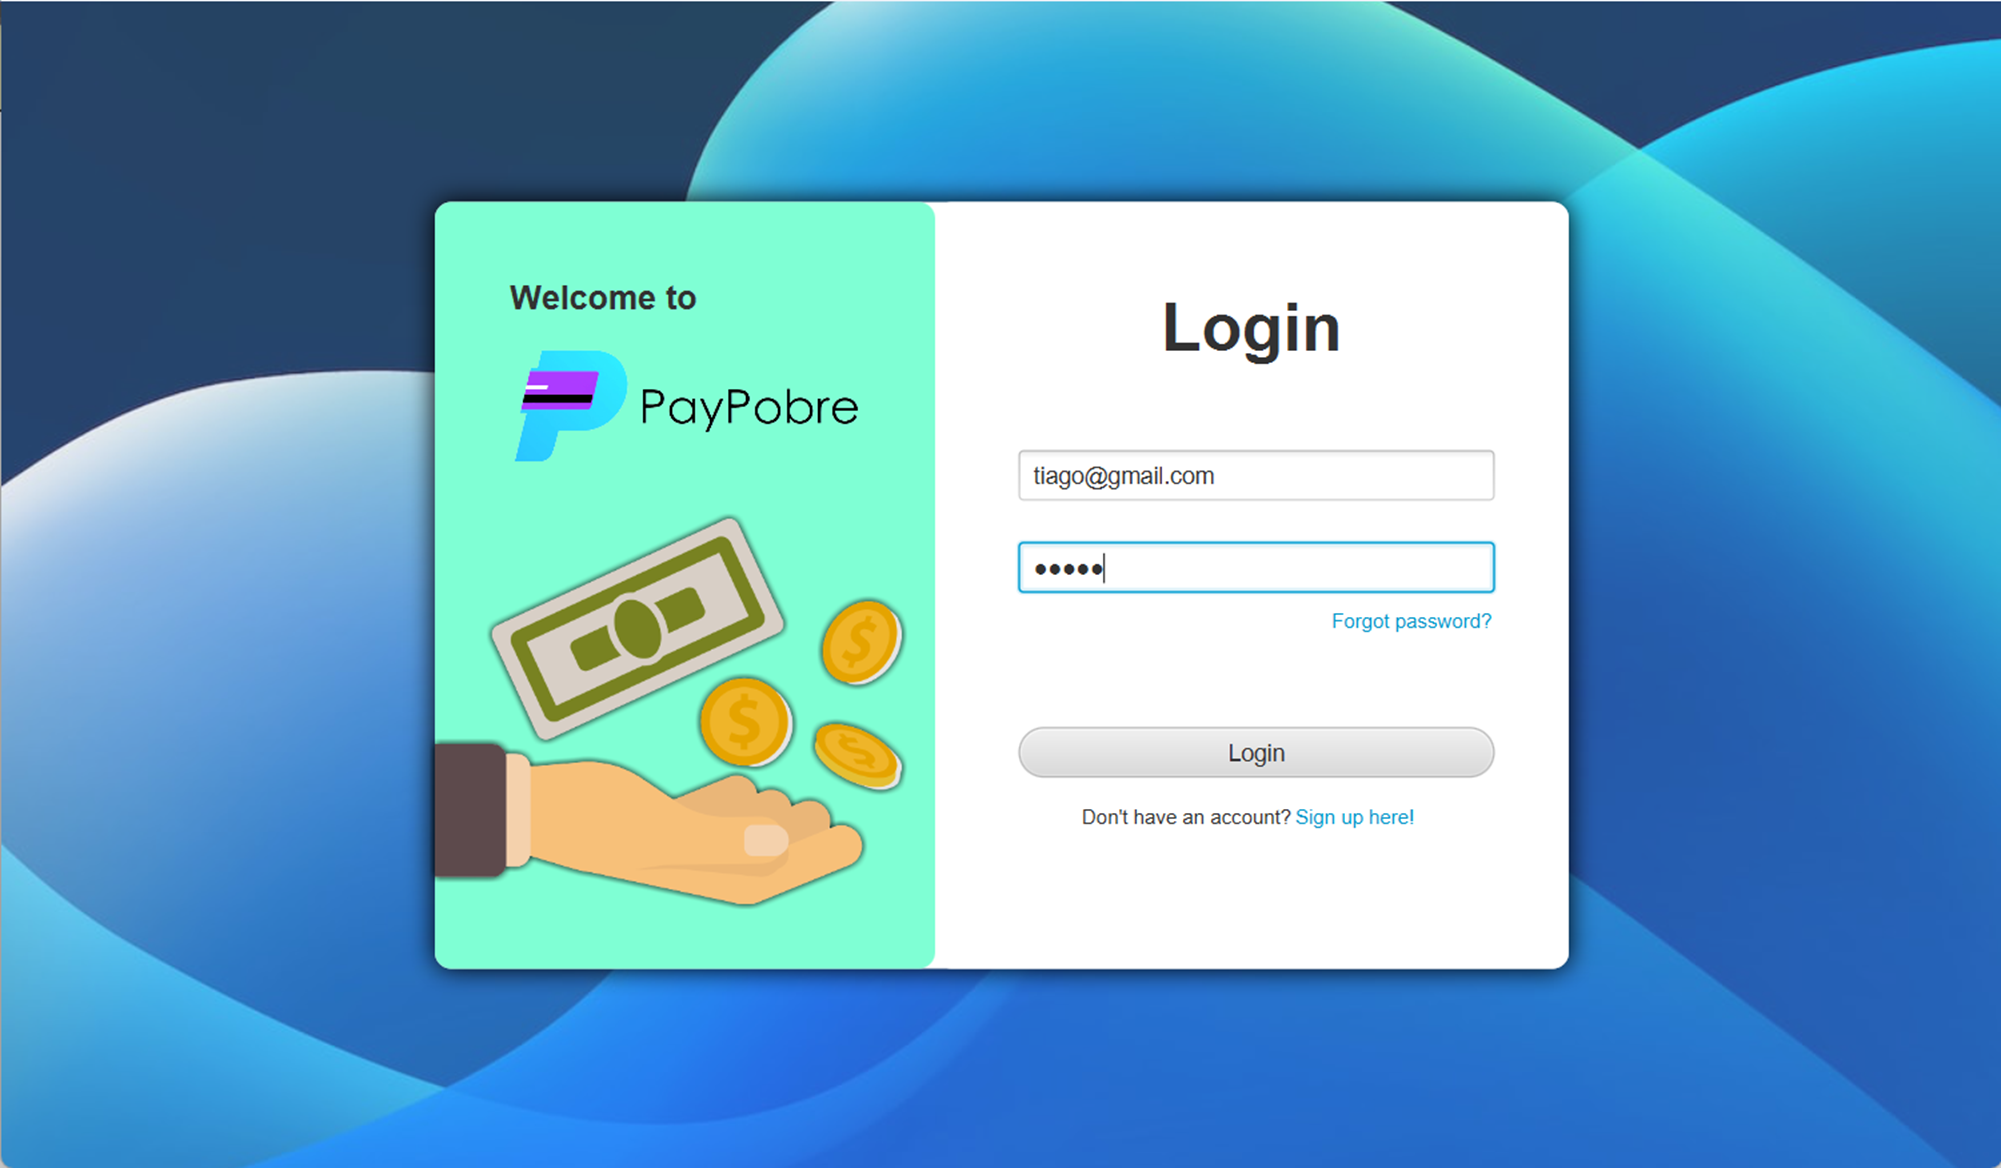 Welcome to
PayPobre
Login
tiago@gmail.com
•••••
Forgot password?
Login
Don't have an account? Sign up here!